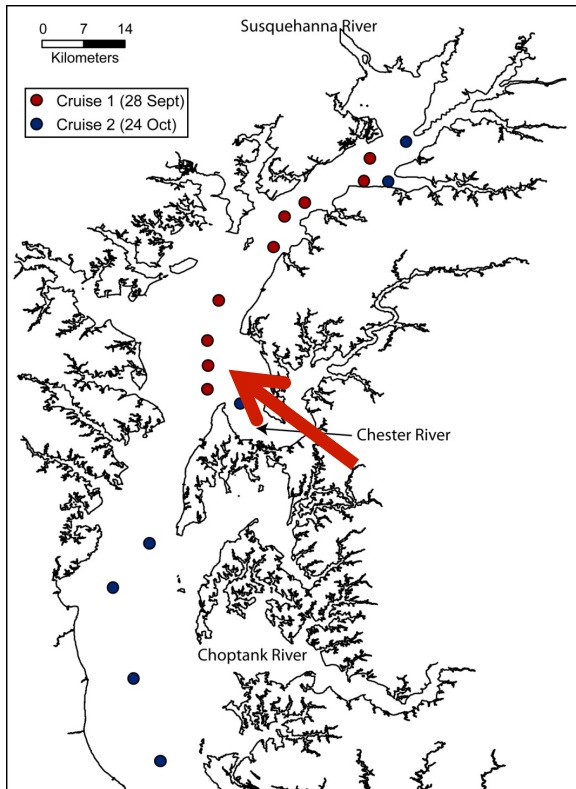 Susquehanna River
0 7 14
Kilometers
Cruise 1 (28 Sept)
Cruise 2 (24 Oct)
Chester River
Choptank River